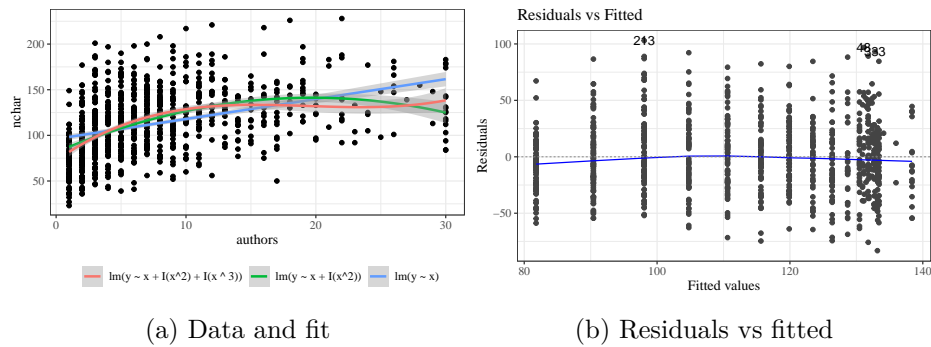 Residuals vs Fitted
200
150
100
50
nchar
0
10
20
30
authors
lm(y ~ x + I(x^2) + I(x ^ 3))
lm(y ~ x + I(x^2))
lm(y ~ x)
100
50
0
−50
Residuals
213
80
100
120
140
Fitted values
(a) Data and fit
(b) Residuals vs fitted